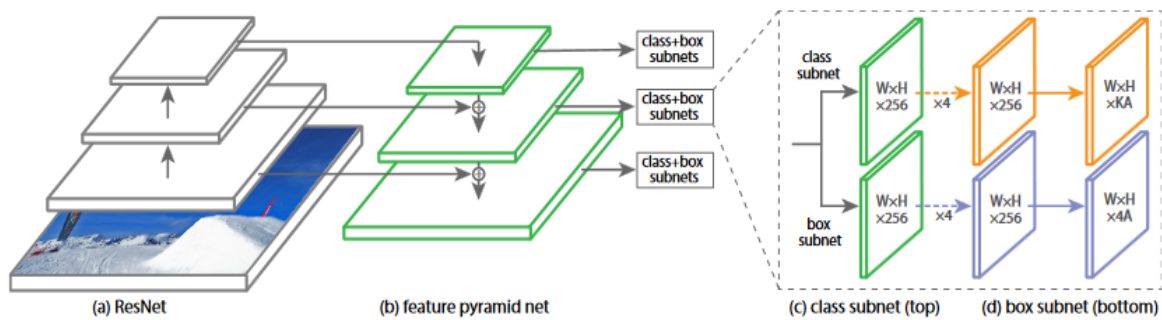 class+box
subnets
class+box
subnets
class+box
subnets
class
subnet
W×H
×256
×4
W×H
×256
W×H
×KA
box
subnet
W×H
×256
×4
W×H
×256
W×H
×4A
(a) ResNet
(b) feature pyramid net
(c) class subnet (top)
(d) box subnet (bottom)